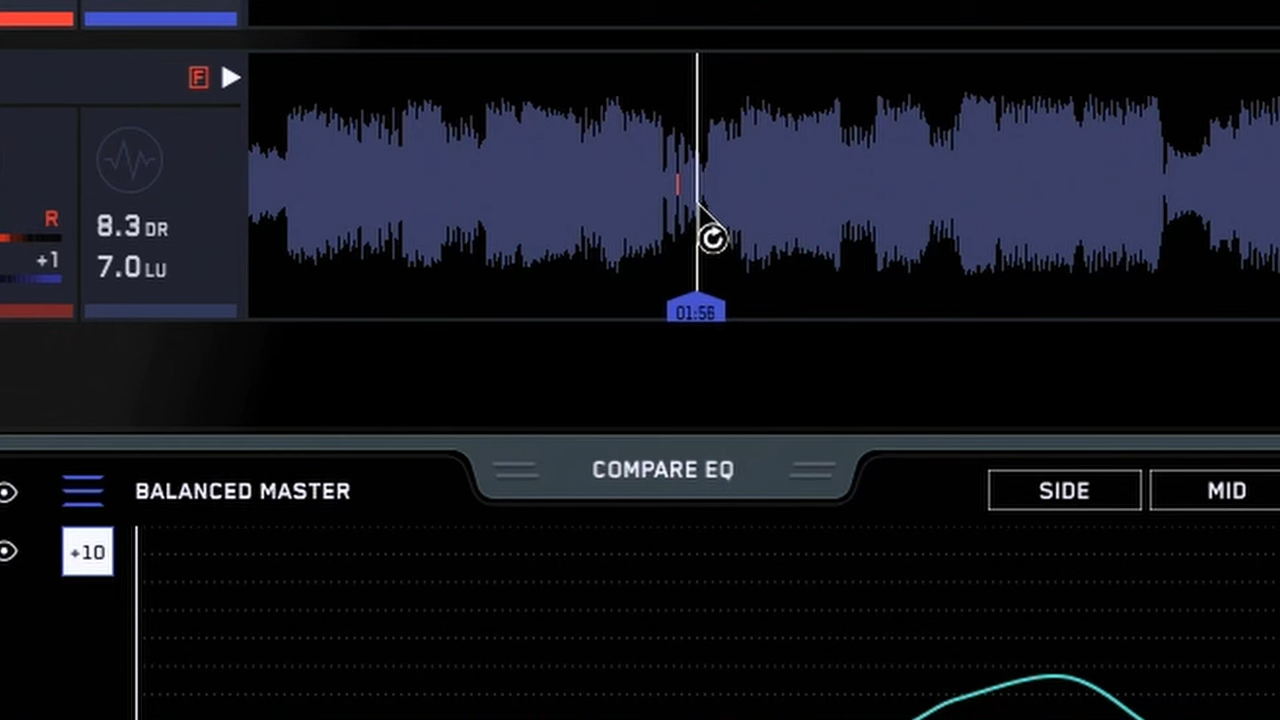 F
R
8.3 DR
+1
7.0 LU
01:56
COMPARE EQ
BALANCED MASTER
SIDE
MID
+10